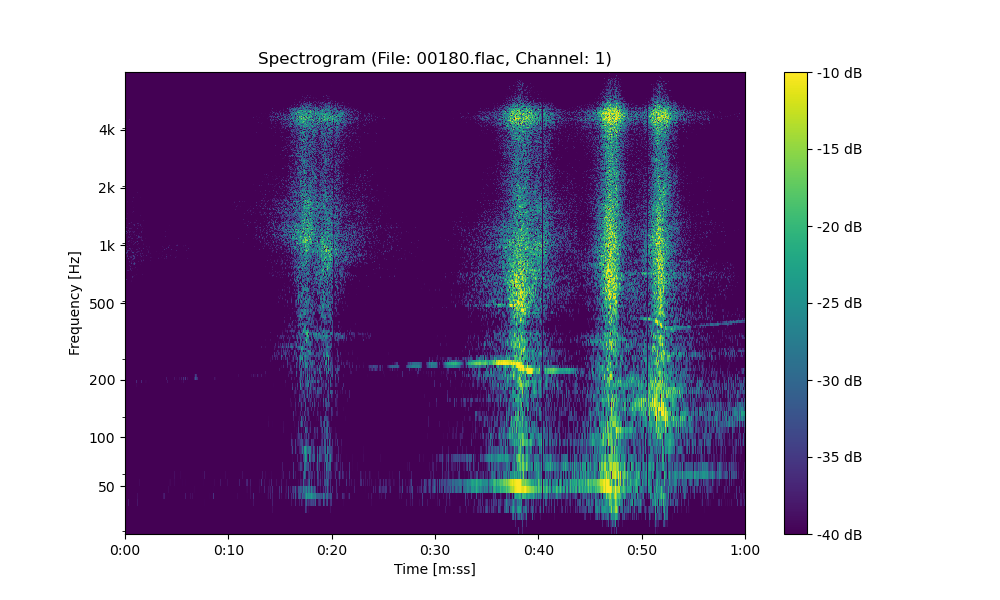 Spectrogram (File: 00180.flac, Channel: 1)
Frequency [Hz]
4k
2k
1k
500
200
100
50
0:00 0:10 0:20 0:30 0:40 0:50 1:00
Time [m:ss]
-10 dB
-15 dB
-20 dB
-25 dB
-30 dB
-35 dB
-40 dB